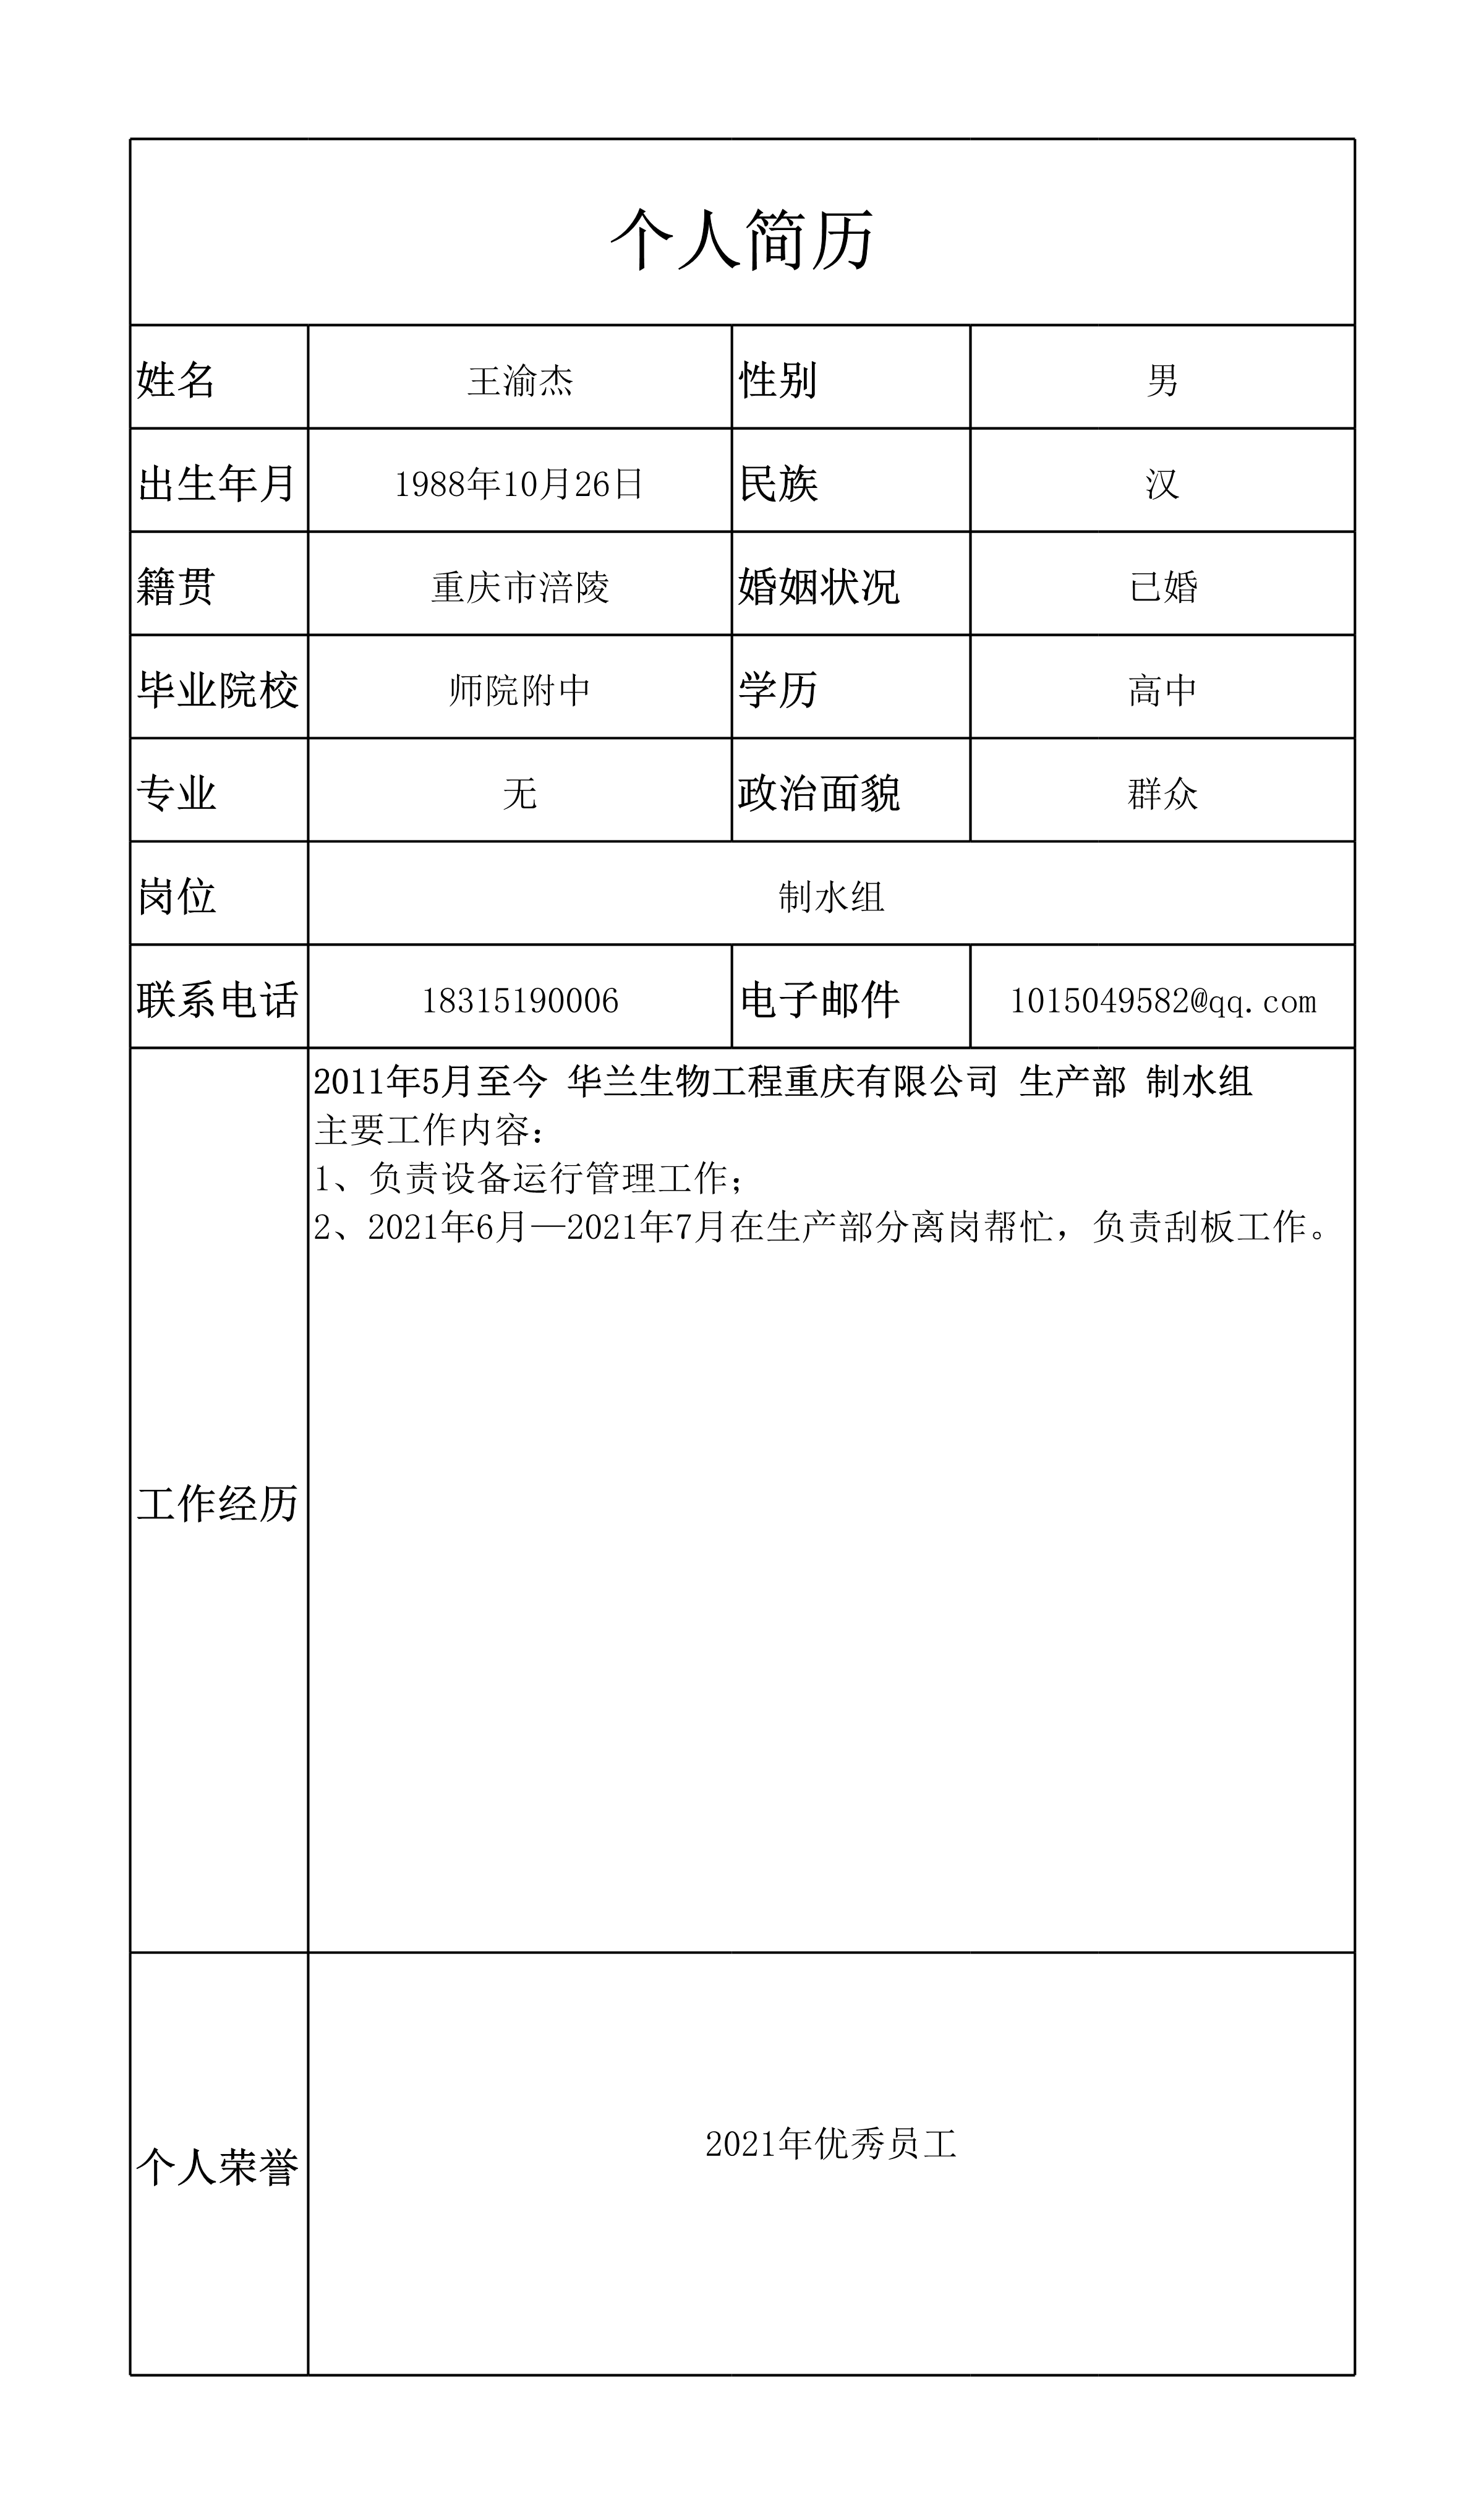 个人简历
姓名 王渝杰 性别 男
出生年月 1988年10月26日 民族 汉
籍贯 重庆市涪陵 婚姻状况 已婚
毕业院校 师院附中 学历 高中
专业 无 政治面貌 群众
岗位 制水组
联系电话 18315190006 电子邮件 1015049582@qq.com
2011年5月至今 华兰生物工程重庆有限公司 生产部 制水组
主要工作内容：
1、负责设备运行管理工作；
2、2021年6月—2021年7月在生产部分离岗帮忙，负责刮板工作。
工作经历
个人荣誉 2021年优秀员工